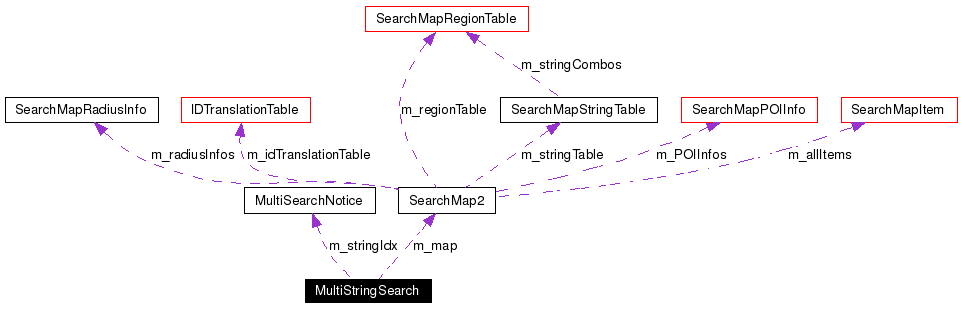 SearchMapRegionTable
m_stringCombos
SearchMapRadiusInfo
IDTranslationTable
m_regionTable
SearchMapStringTable
SearchMapPOIInfo
SearchMapItem
m_radiusInfos
m_idTranslationTable
m_stringTable
m_POIInfos
m_allItems
MultiSearchNotice
SearchMap2
m_stringIdx
m_map
MultiStringSearch